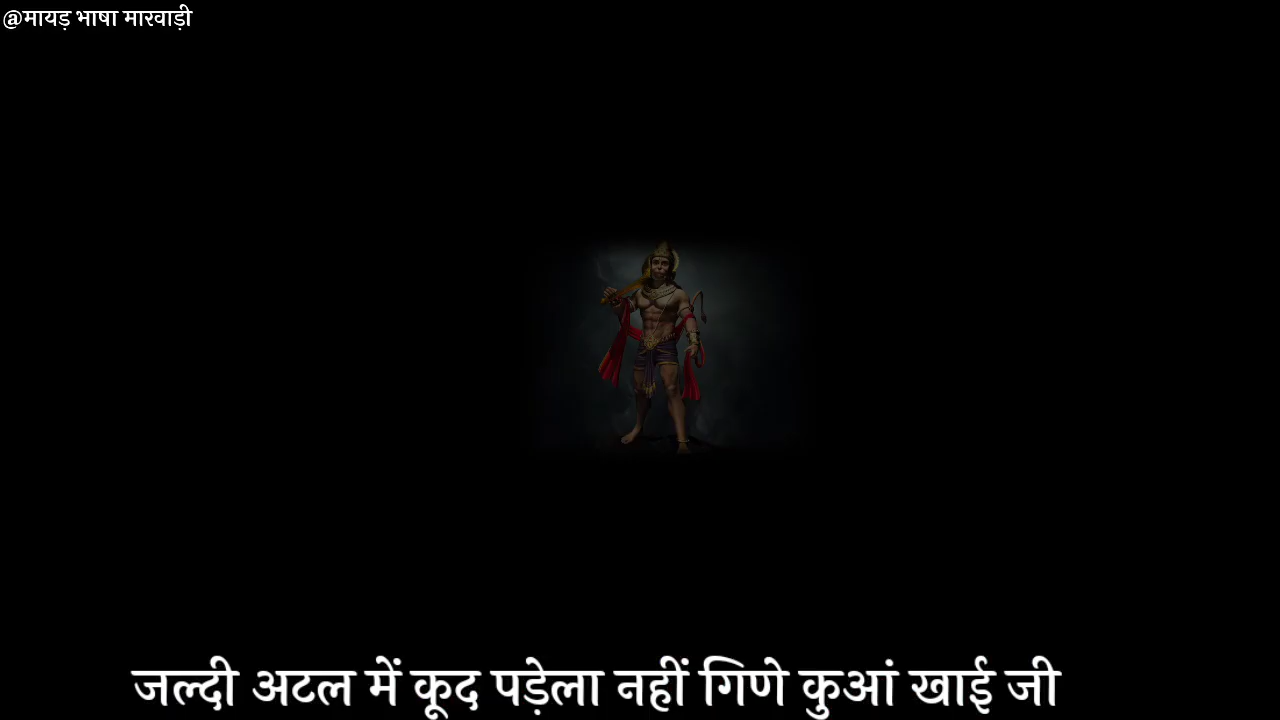 @मायड़ भाषा मारवाड़ी
जल्दी अटल में कूद पड़ेला नहीं गिणे कुआं खाई जी